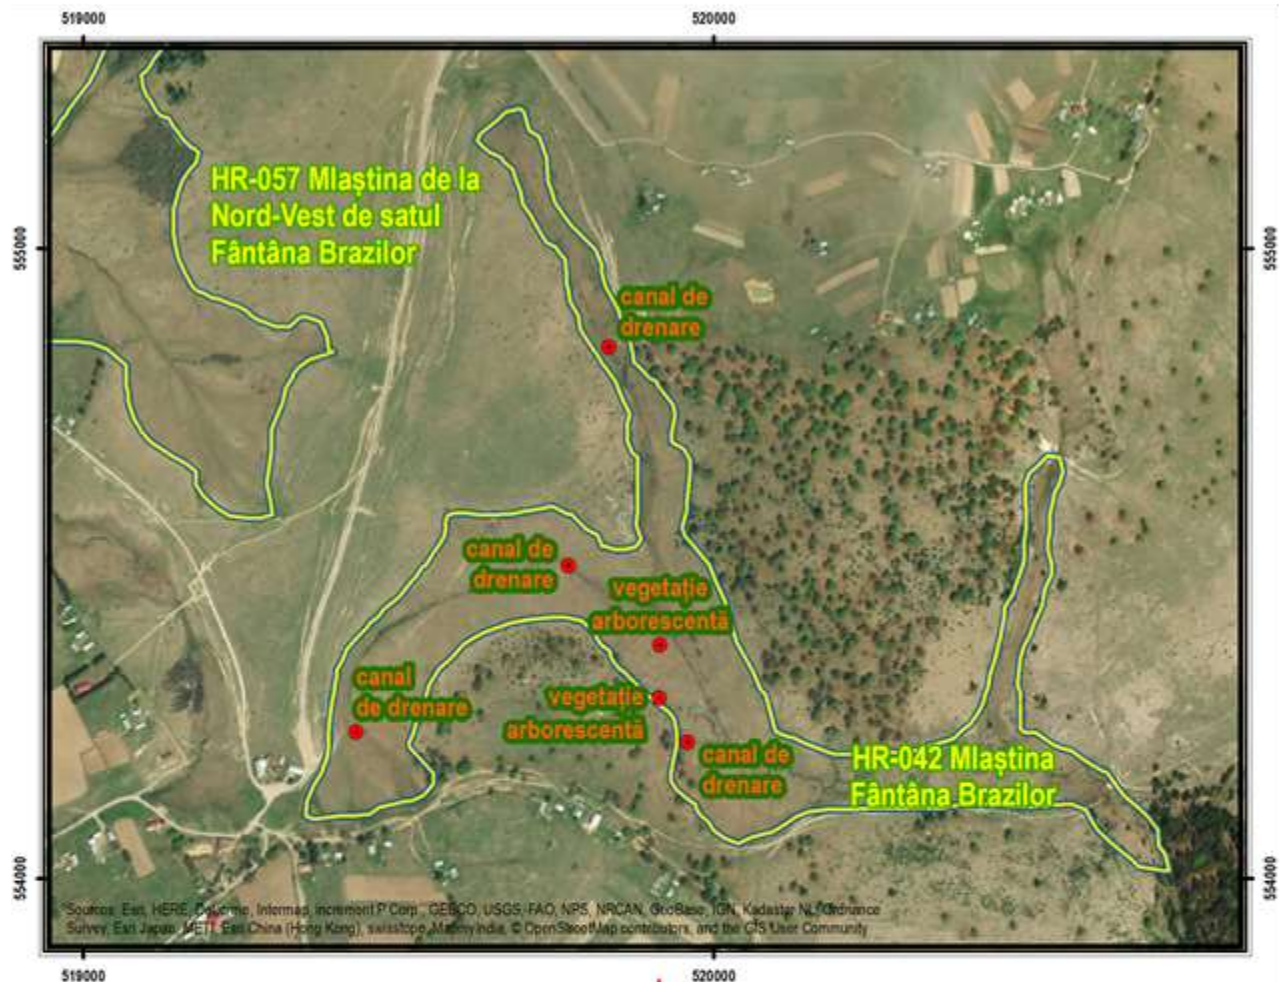 519000
520000
HR-057 Mlaștina de la
Nord-Vest de satul
Fântâna Brazilor
555000
555000
canal de
drenare
canal de
drenare
vegetație
arborescentă
canal
de drenare
vegetație
arborescentă
canal de
drenare
HR-042 Mlaștina
Fântâna Brazilor
554000
554000
Sources: Esri, HERE, DeLorme, Intermap, increment P Corp., GEBCO, USGS, FAO, NPS, NRCAN, GeoBase, IGN, Kadaster NL, Ordnance
Survey, Esri Japan, METI, Esri China (Hong Kong), swisstopo, MapmyIndia, © OpenStreetMap contributors, and the GIS User Community
519000
520000